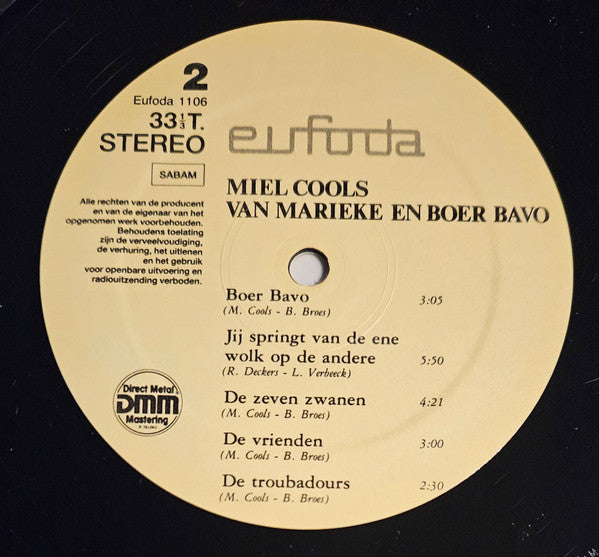 2
Eufoda 1106
33⅓T.
STEREO
SABAM
Alle rechten van de producent
en van de eigenaar van het
opgenomen werk voorbehouden.
Behoudens toelating
zijn de verveelvoudiging,
de verhuring, het uitlenen
en het gebruik
voor openbare uitvoering en
radiouitzending verboden.
eufoda
MIEL COOLS
VAN MARIEKE EN BOER BAVO
Boer Bavo 3:05
(M. Cools - B. Broes)
Jij springt van de ene
wolk op de andere 5:50
(R. Deckers - L. Verbeeck)
De zeven zwanen 4:21
(M. Cools - B. Broes)
De vrienden 3:00
(M. Cools - B. Broes)
De troubadours 2:30
(M. Cools - B. Broes)
Direct Metal
DMM
Mastering